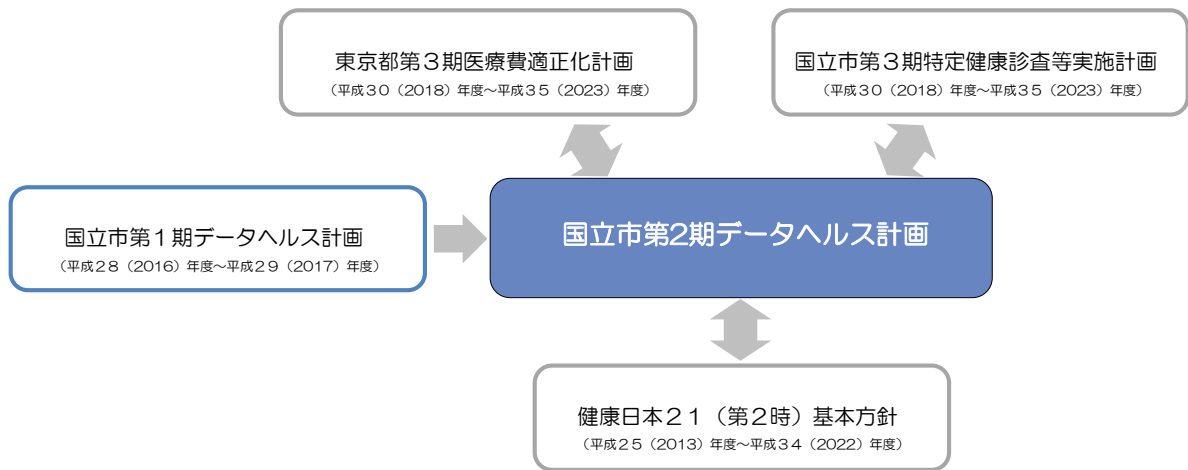 東京都第３期医療費適正化計画
（平成３０（2018）年度～平成３５（2023）年度）
国立市第３期特定健康診査等実施計画
（平成３０（2018）年度～平成３５（2023）年度）
国立市第１期データヘルス計画
（平成２８（2016）年度～平成２９（2017）年度）
国立市第2期データヘルス計画
健康日本２１（第２時）基本方針
（平成２５（2013）年度～平成３４（2022）年度）